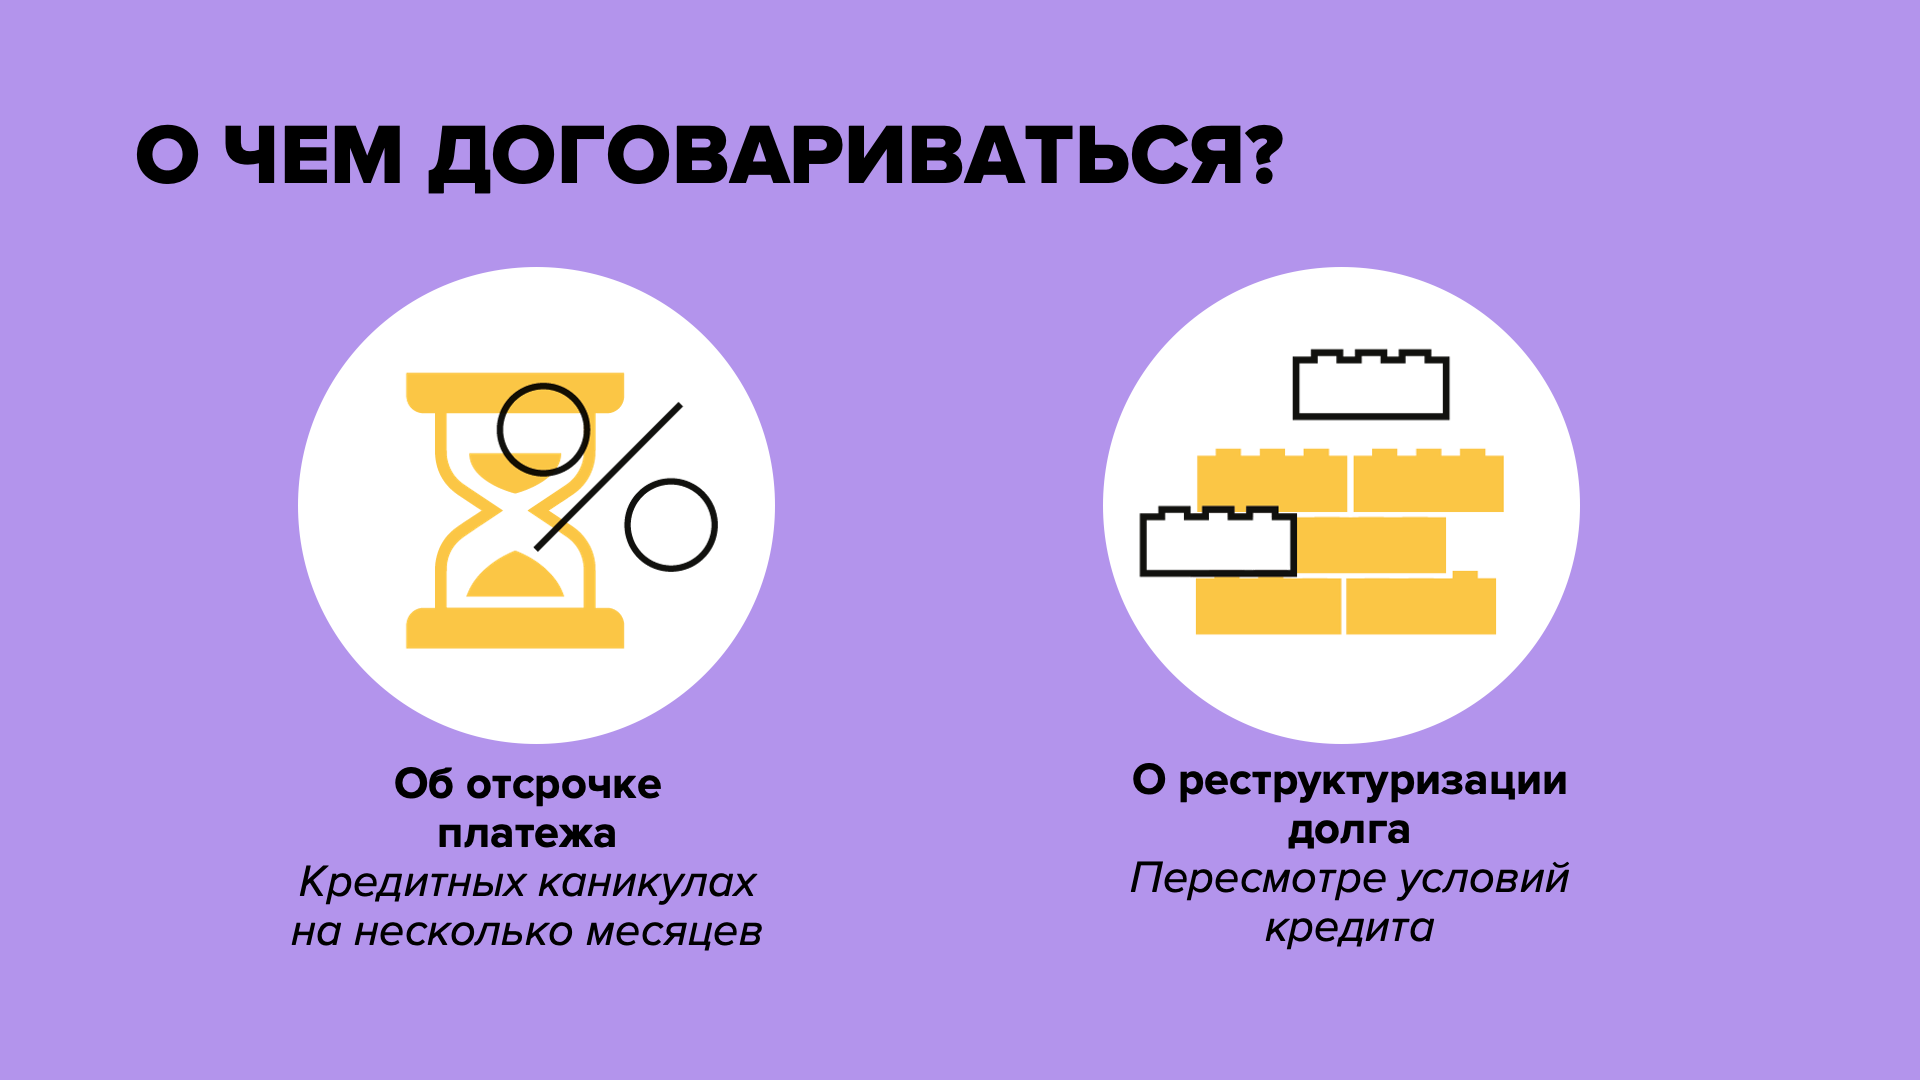 О ЧЕМ ДОГОВАРИВАТЬСЯ?
Об отсрочке
платежа
Кредитных каникулах
на несколько месяцев
О реструктуризации
долга
Пересмотре условий
кредита